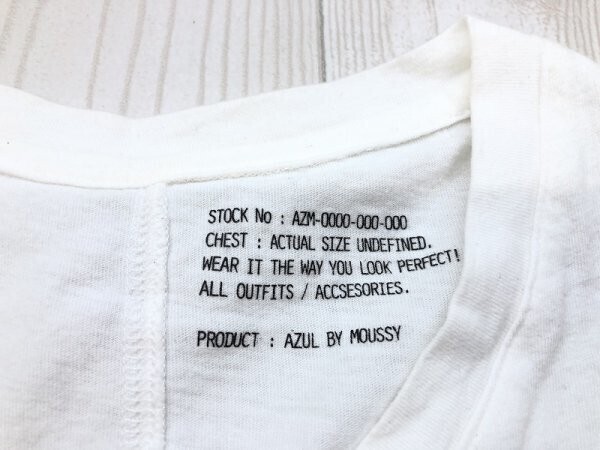 STOCK No : AZM-0000-000-000
CHEST : ACTUAL SIZE UNDEFINED.
WEAR IT THE WAY YOU LOOK PERFECT!
ALL OUTFITS / ACCSESORIES.
PRODUCT : AZUL BY MOUSSY